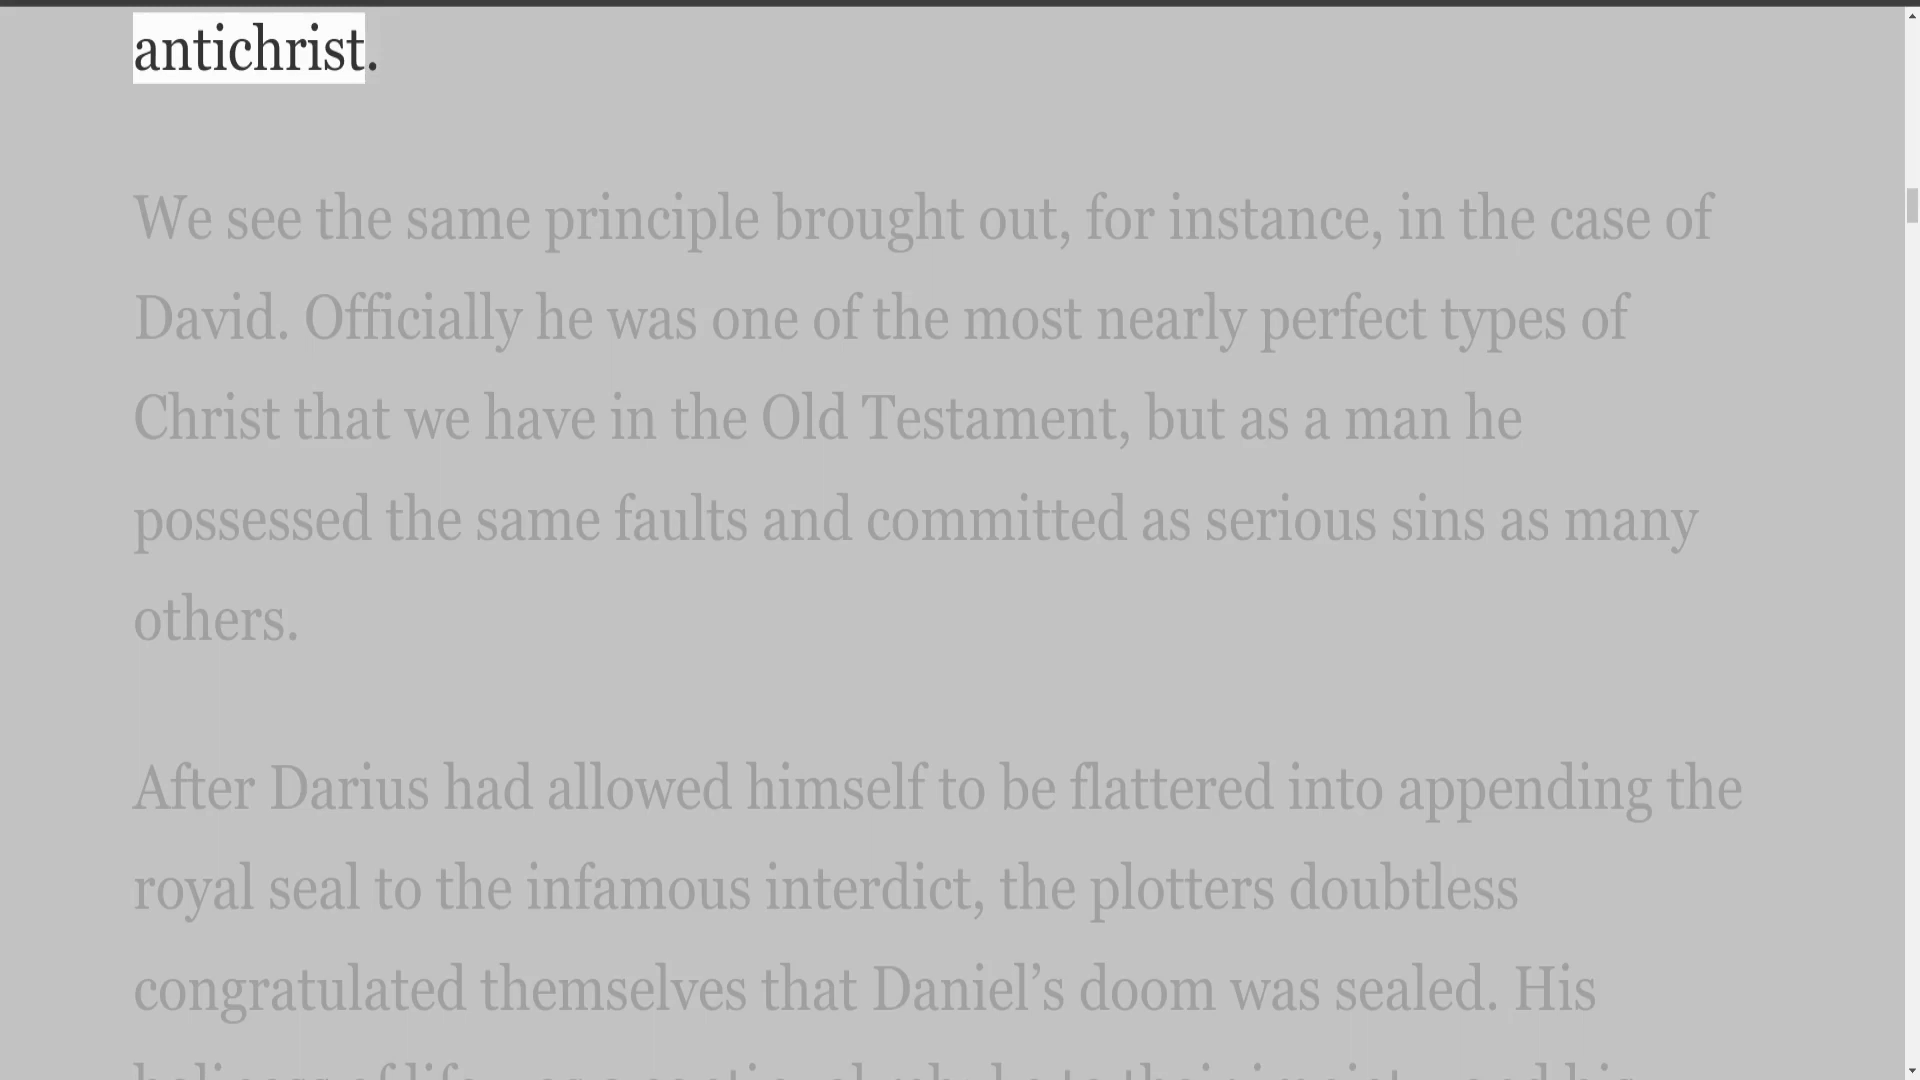 antichrist.
We see the same principle brought out, for instance, in the case of
David. Officially he was one of the most nearly perfect types of
Christ that we have in the Old Testament, but as a man he
possessed the same faults and committed as serious sins as many
others.
After Darius had allowed himself to be flattered into appending the
royal seal to the infamous interdict, the plotters doubtless
congratulated themselves that Daniel’s doom was sealed. His